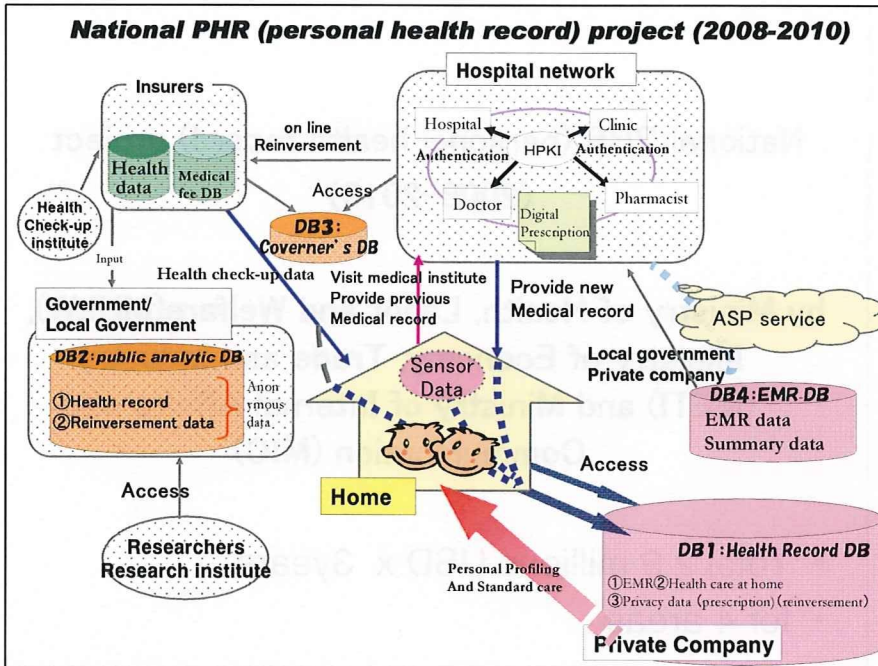 National PHR (personal health record) project (2008-2010)
Insurers
Health data
Medical fee DB
Health Check-up institute
Input
on line
Reinversement
Access
DB3:
Coverner's DB
Hospital network
Hospital
Clinic
Authentication
HPKI
Authentication
Doctor
Pharmacist
Digital
Prescription
Health check-up data
Visit medical institute
Provide previous
Medical record
Provide new
Medical record
ASP service
Government/
Local Government
DB2:public analytic DB
①Health record
②Reinversement data
Anon
ymous
data
Sensor
Data
Local government
Private company
DB4:EMR DB
EMR data
Summary data
Home
Access
Access
Researchers
Research institute
Personal Profiling
And Standard care
DB1:Health Record DB
①EMR②Health care at home
③Privacy data (prescription)(reinversement)
Private Company